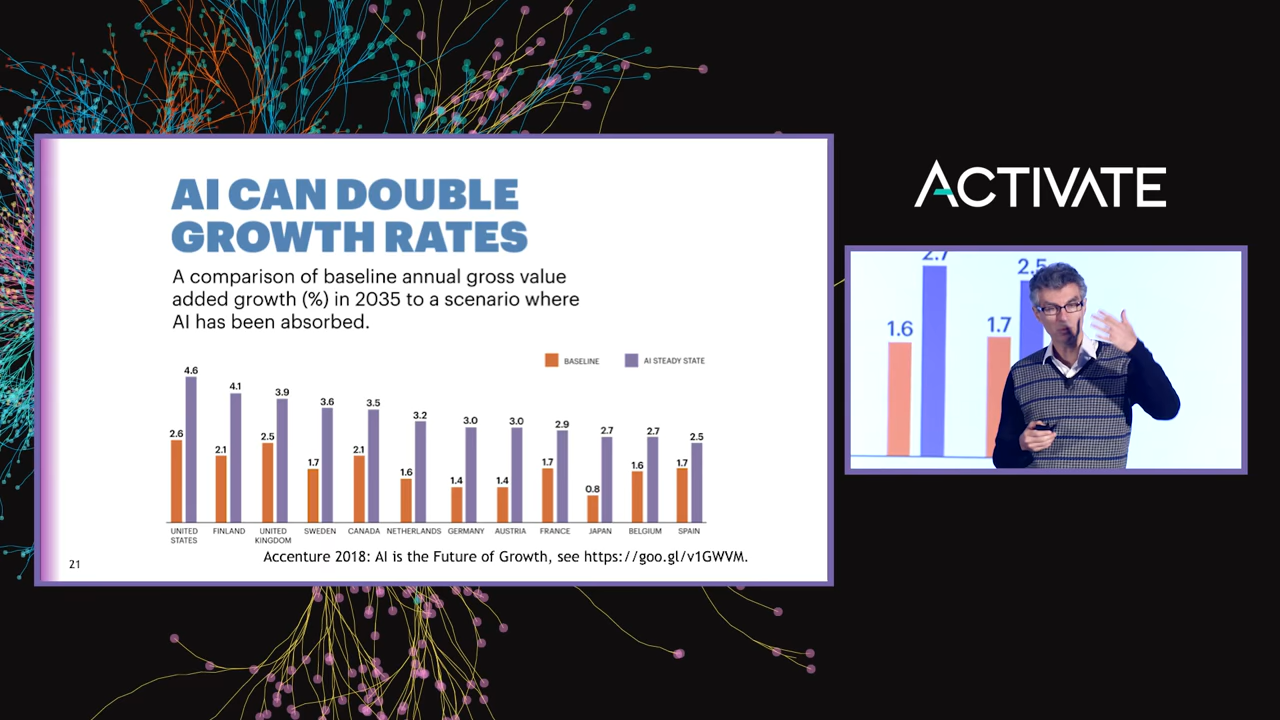 AI CAN DOUBLE
GROWTH RATES
A comparison of baseline annual gross value
added growth (%) in 2035 to a scenario where
AI has been absorbed.
BASELINE
AI STEADY STATE
4.6
4.1
3.9
3.6
3.5
3.2
3.0
3.0
2.9
2.7
2.7
2.5
2.6
2.1
2.5
1.7
2.1
1.6
1.4
1.4
1.7
0.8
1.6
1.7
UNITED
STATES
FINLAND
UNITED
KINGDOM
SWEDEN
CANADA
NETHERLANDS
GERMANY
AUSTRIA
FRANCE
JAPAN
BELGIUM
SPAIN
Accenture 2018: AI is the Future of Growth, see https://goo.gl/v1GWVM.
21
ACTIVATE
2.7
2.5
1.6
1.7